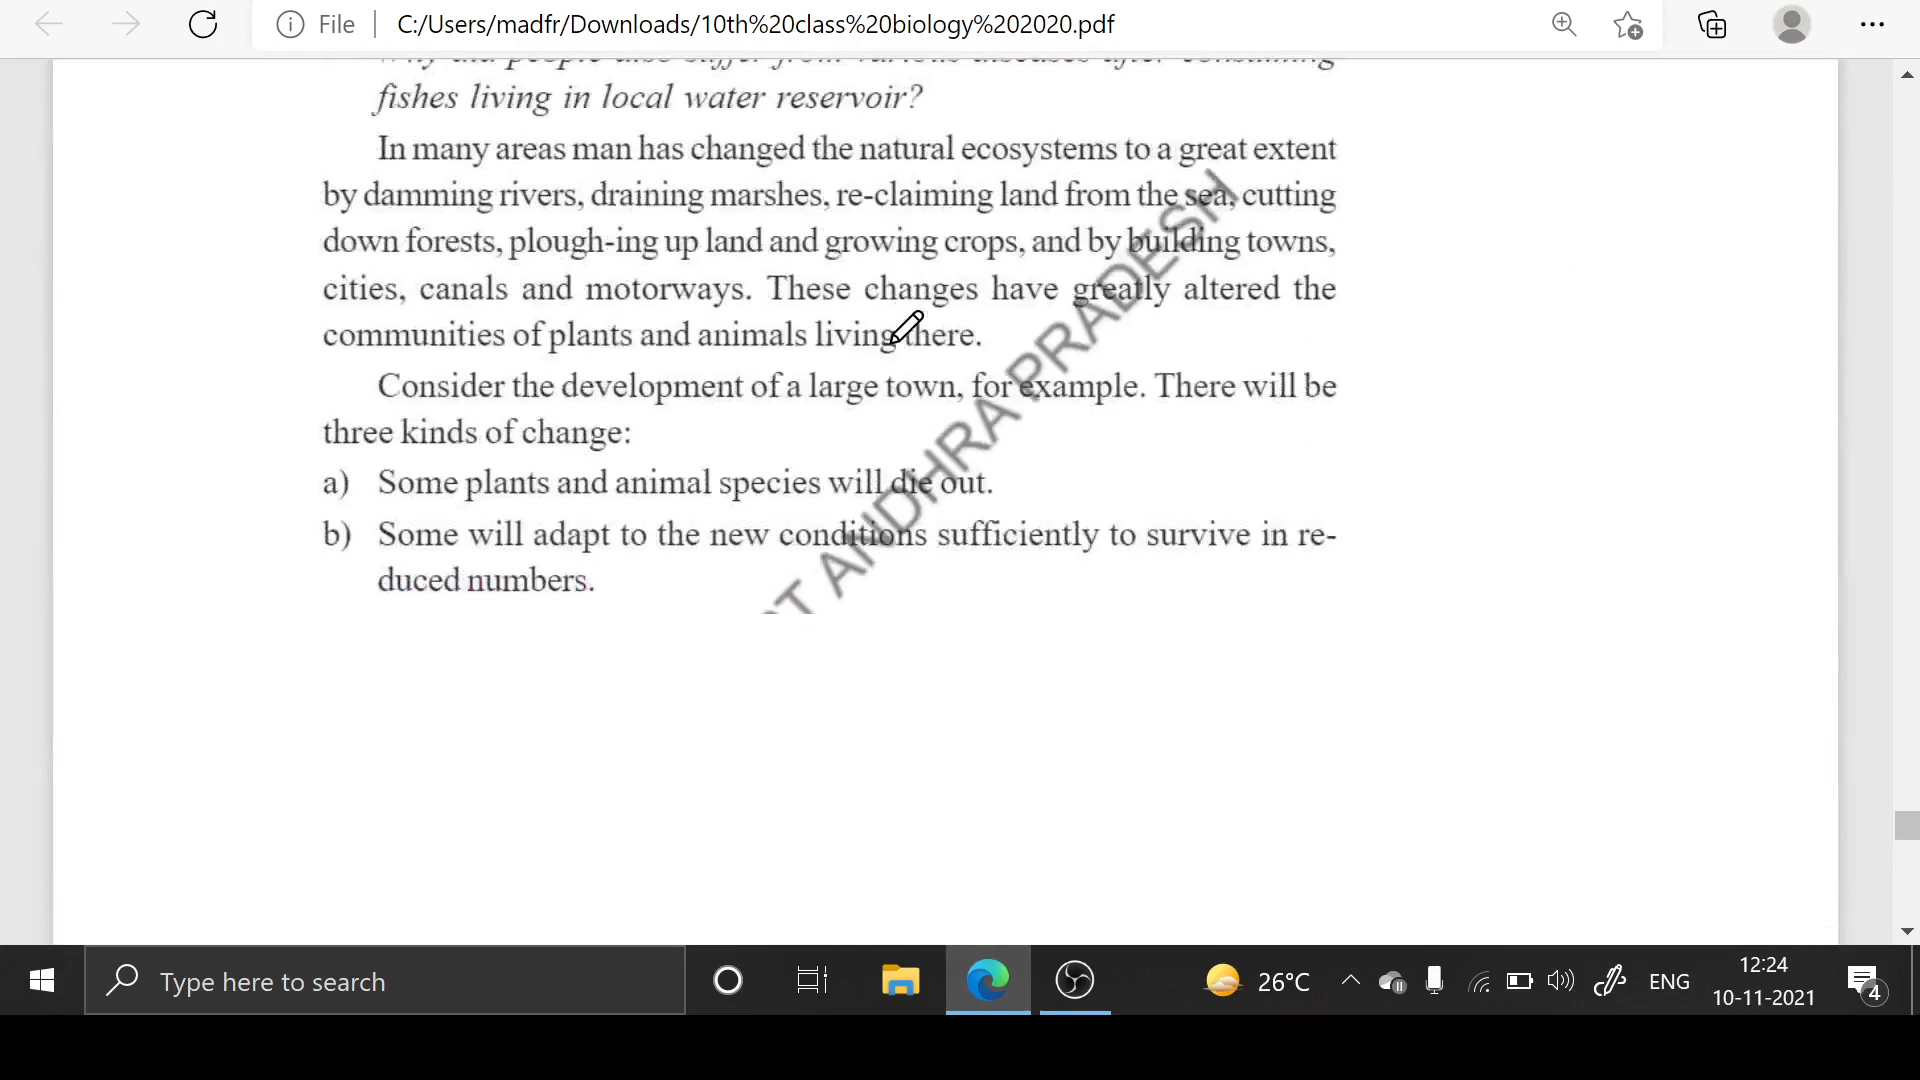 File
C:/Users/madfr/Downloads/10th%20class%20biology%202020.pdf
fishes living in local water reservoir?
In many areas man has changed the natural ecosystems to a great extent
by damming rivers, draining marshes, re-claiming land from the sea, cutting
down forests, plough-ing up land and growing crops, and by building towns,
cities, canals and motorways. These changes have greatly altered the
communities of plants and animals living there.
Consider the development of a large town, for example. There will be
three kinds of change:
a) Some plants and animal species will die out.
b) Some will adapt to the new conditions sufficiently to survive in re-
duced numbers.
ANDHRA PRADESH
Type here to search
26°C
ENG
12:24
10-11-2021
4